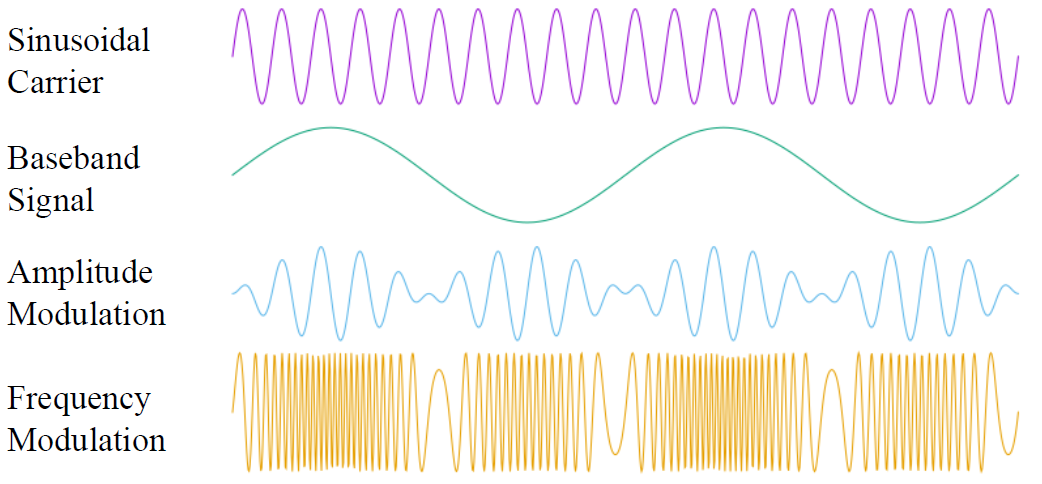 Sinusoidal
Carrier
Baseband
Signal
Amplitude
Modulation
Frequency
Modulation